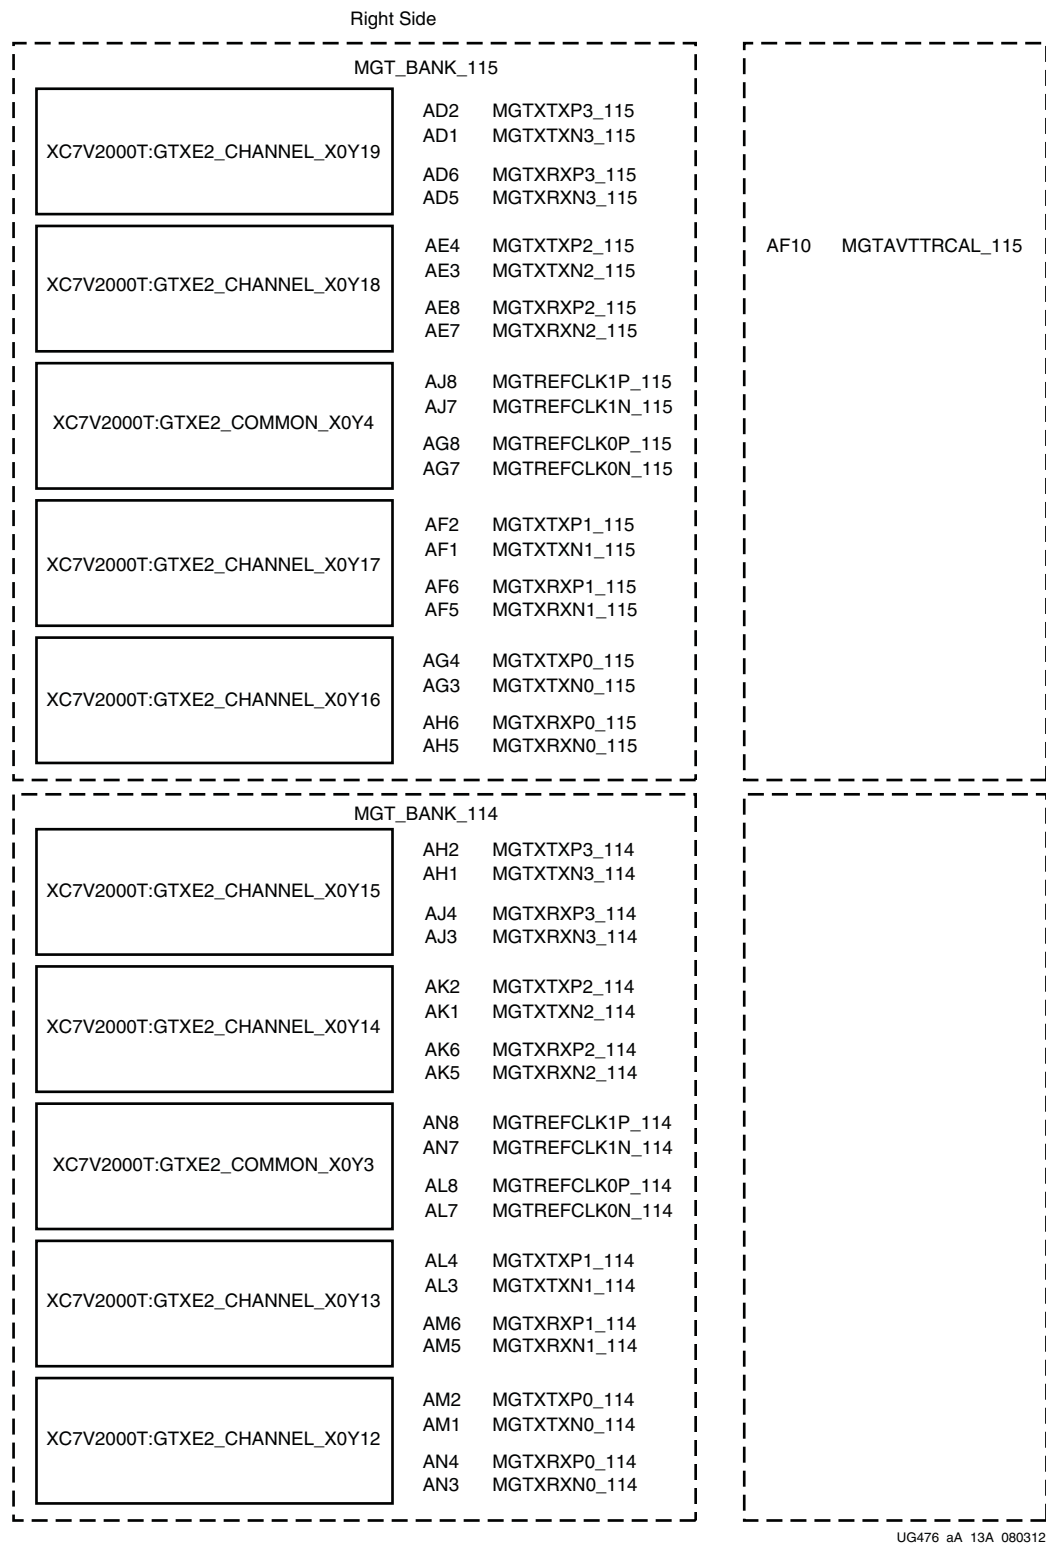 Right Side
MGT_BANK_115
XC7V2000T:GTXE2_CHANNEL_X0Y19
AD2 MGTXTXP3_115
AD1 MGTXTXN3_115
AD6 MGTXRXP3_115
AD5 MGTXRXN3_115
XC7V2000T:GTXE2_CHANNEL_X0Y18
AE4 MGTXTXP2_115
AE3 MGTXTXN2_115
AE8 MGTXRXP2_115
AE7 MGTXRXN2_115
XC7V2000T:GTXE2_COMMON_X0Y4
AJ8 MGTREFCLK1P_115
AJ7 MGTREFCLK1N_115
AG8 MGTREFCLK0P_115
AG7 MGTREFCLK0N_115
XC7V2000T:GTXE2_CHANNEL_X0Y17
AF2 MGTXTXP1_115
AF1 MGTXTXN1_115
AF6 MGTXRXP1_115
AF5 MGTXRXN1_115
XC7V2000T:GTXE2_CHANNEL_X0Y16
AG4 MGTXTXP0_115
AG3 MGTXTXN0_115
AH6 MGTXRXP0_115
AH5 MGTXRXN0_115
AF10 MGTAVTTRCAL_115
MGT_BANK_114
XC7V2000T:GTXE2_CHANNEL_X0Y15
AH2 MGTXTXP3_114
AH1 MGTXTXN3_114
AJ4 MGTXRXP3_114
AJ3 MGTXRXN3_114
XC7V2000T:GTXE2_CHANNEL_X0Y14
AK2 MGTXTXP2_114
AK1 MGTXTXN2_114
AK6 MGTXRXP2_114
AK5 MGTXRXN2_114
XC7V2000T:GTXE2_COMMON_X0Y3
AN8 MGTREFCLK1P_114
AN7 MGTREFCLK1N_114
AL8 MGTREFCLK0P_114
AL7 MGTREFCLK0N_114
XC7V2000T:GTXE2_CHANNEL_X0Y13
AL4 MGTXTXP1_114
AL3 MGTXTXN1_114
AM6 MGTXRXP1_114
AM5 MGTXRXN1_114
XC7V2000T:GTXE2_CHANNEL_X0Y12
AM2 MGTXTXP0_114
AM1 MGTXTXN0_114
AN4 MGTXRXP0_114
AN3 MGTXRXN0_114
UG476_aA_13A_080312